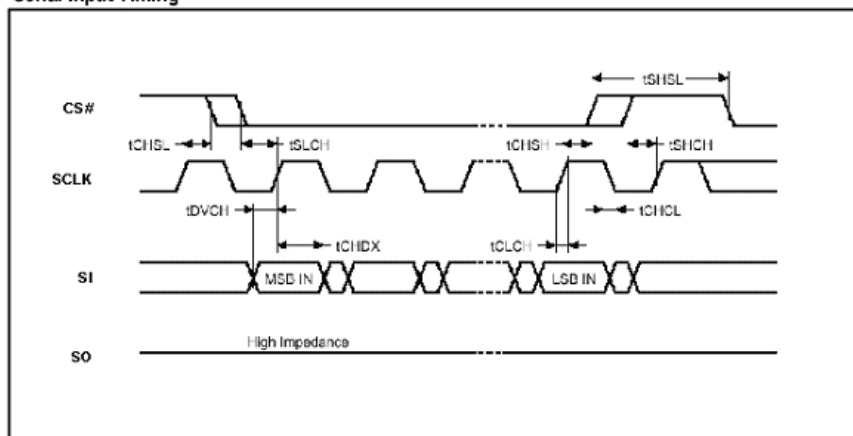 Serial Input Timing
tSHSL
CS#
tCHSL
tSLCH
tCHSH
tSHCH
SCLK
tDVCH
tCHCL
tCHDX
tCLCH
SI
MSB IN
LSB IN
High Impedance
SO